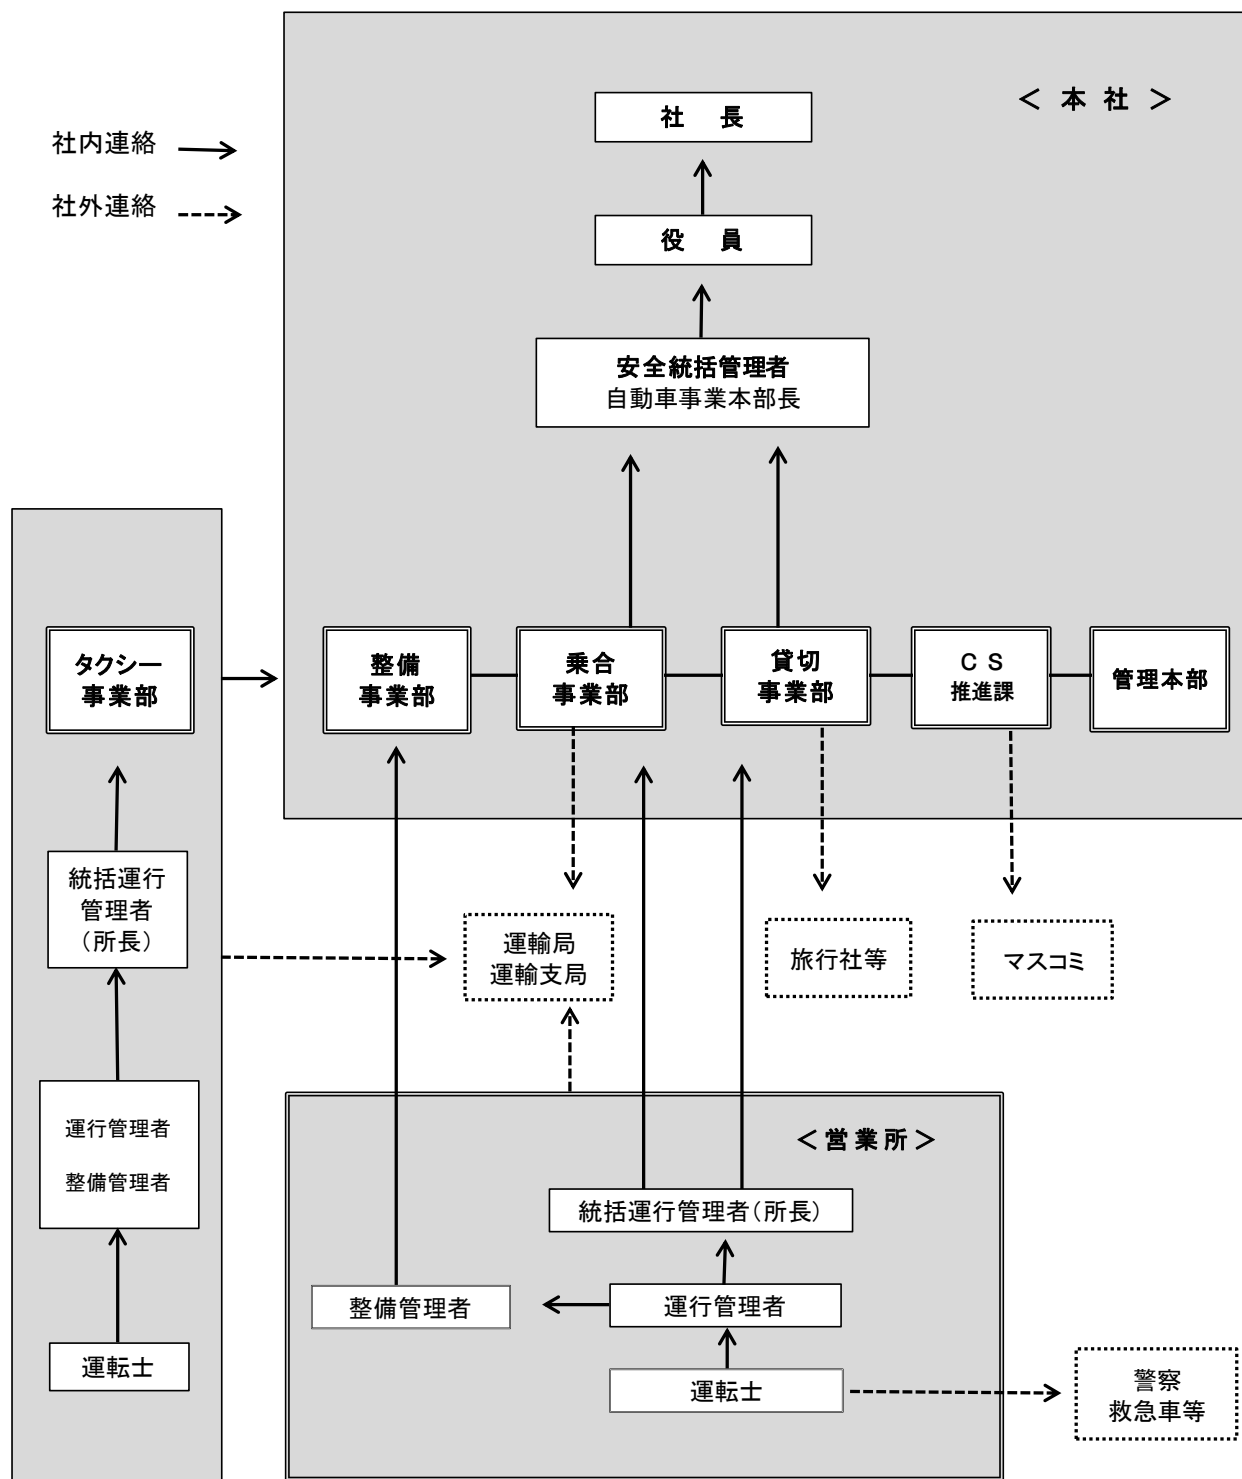 ＜ 本 社 ＞
社 長
社内連絡
社外連絡
役 員
安全統括管理者
自動車事業本部長
タクシー
事業部
整備
事業部
乗合
事業部
貸切
事業部
ＣＳ
推進課
管理本部
統括運行
管理者
（所長）
運輸局
運輸支局
旅行社等
マスコミ
運行管理者
整備管理者
＜営業所＞
統括運行管理者（所長）
整備管理者
運行管理者
運転士
運転士
警察
救急車等